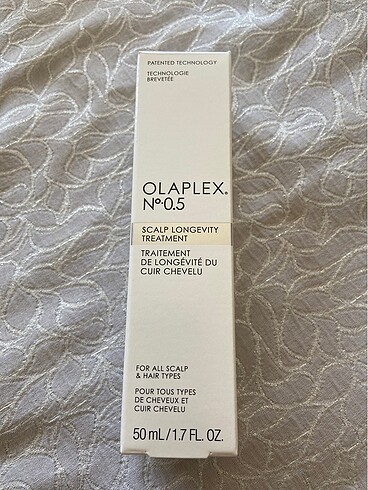 PATENTED TECHNOLOGY
TECHNOLOGIE
BREVETÉE
OLAPLEX®
Nº.0.5
SCALP LONGEVITY
TREATMENT
TRAITEMENT
DE LONGÉVITÉ DU
CUIR CHEVELU
FOR ALL SCALP
& HAIR TYPES
POUR TOUS TYPES
DE CHEVEUX ET
CUIR CHEVELU
50 mL/1.7 FL. OZ.